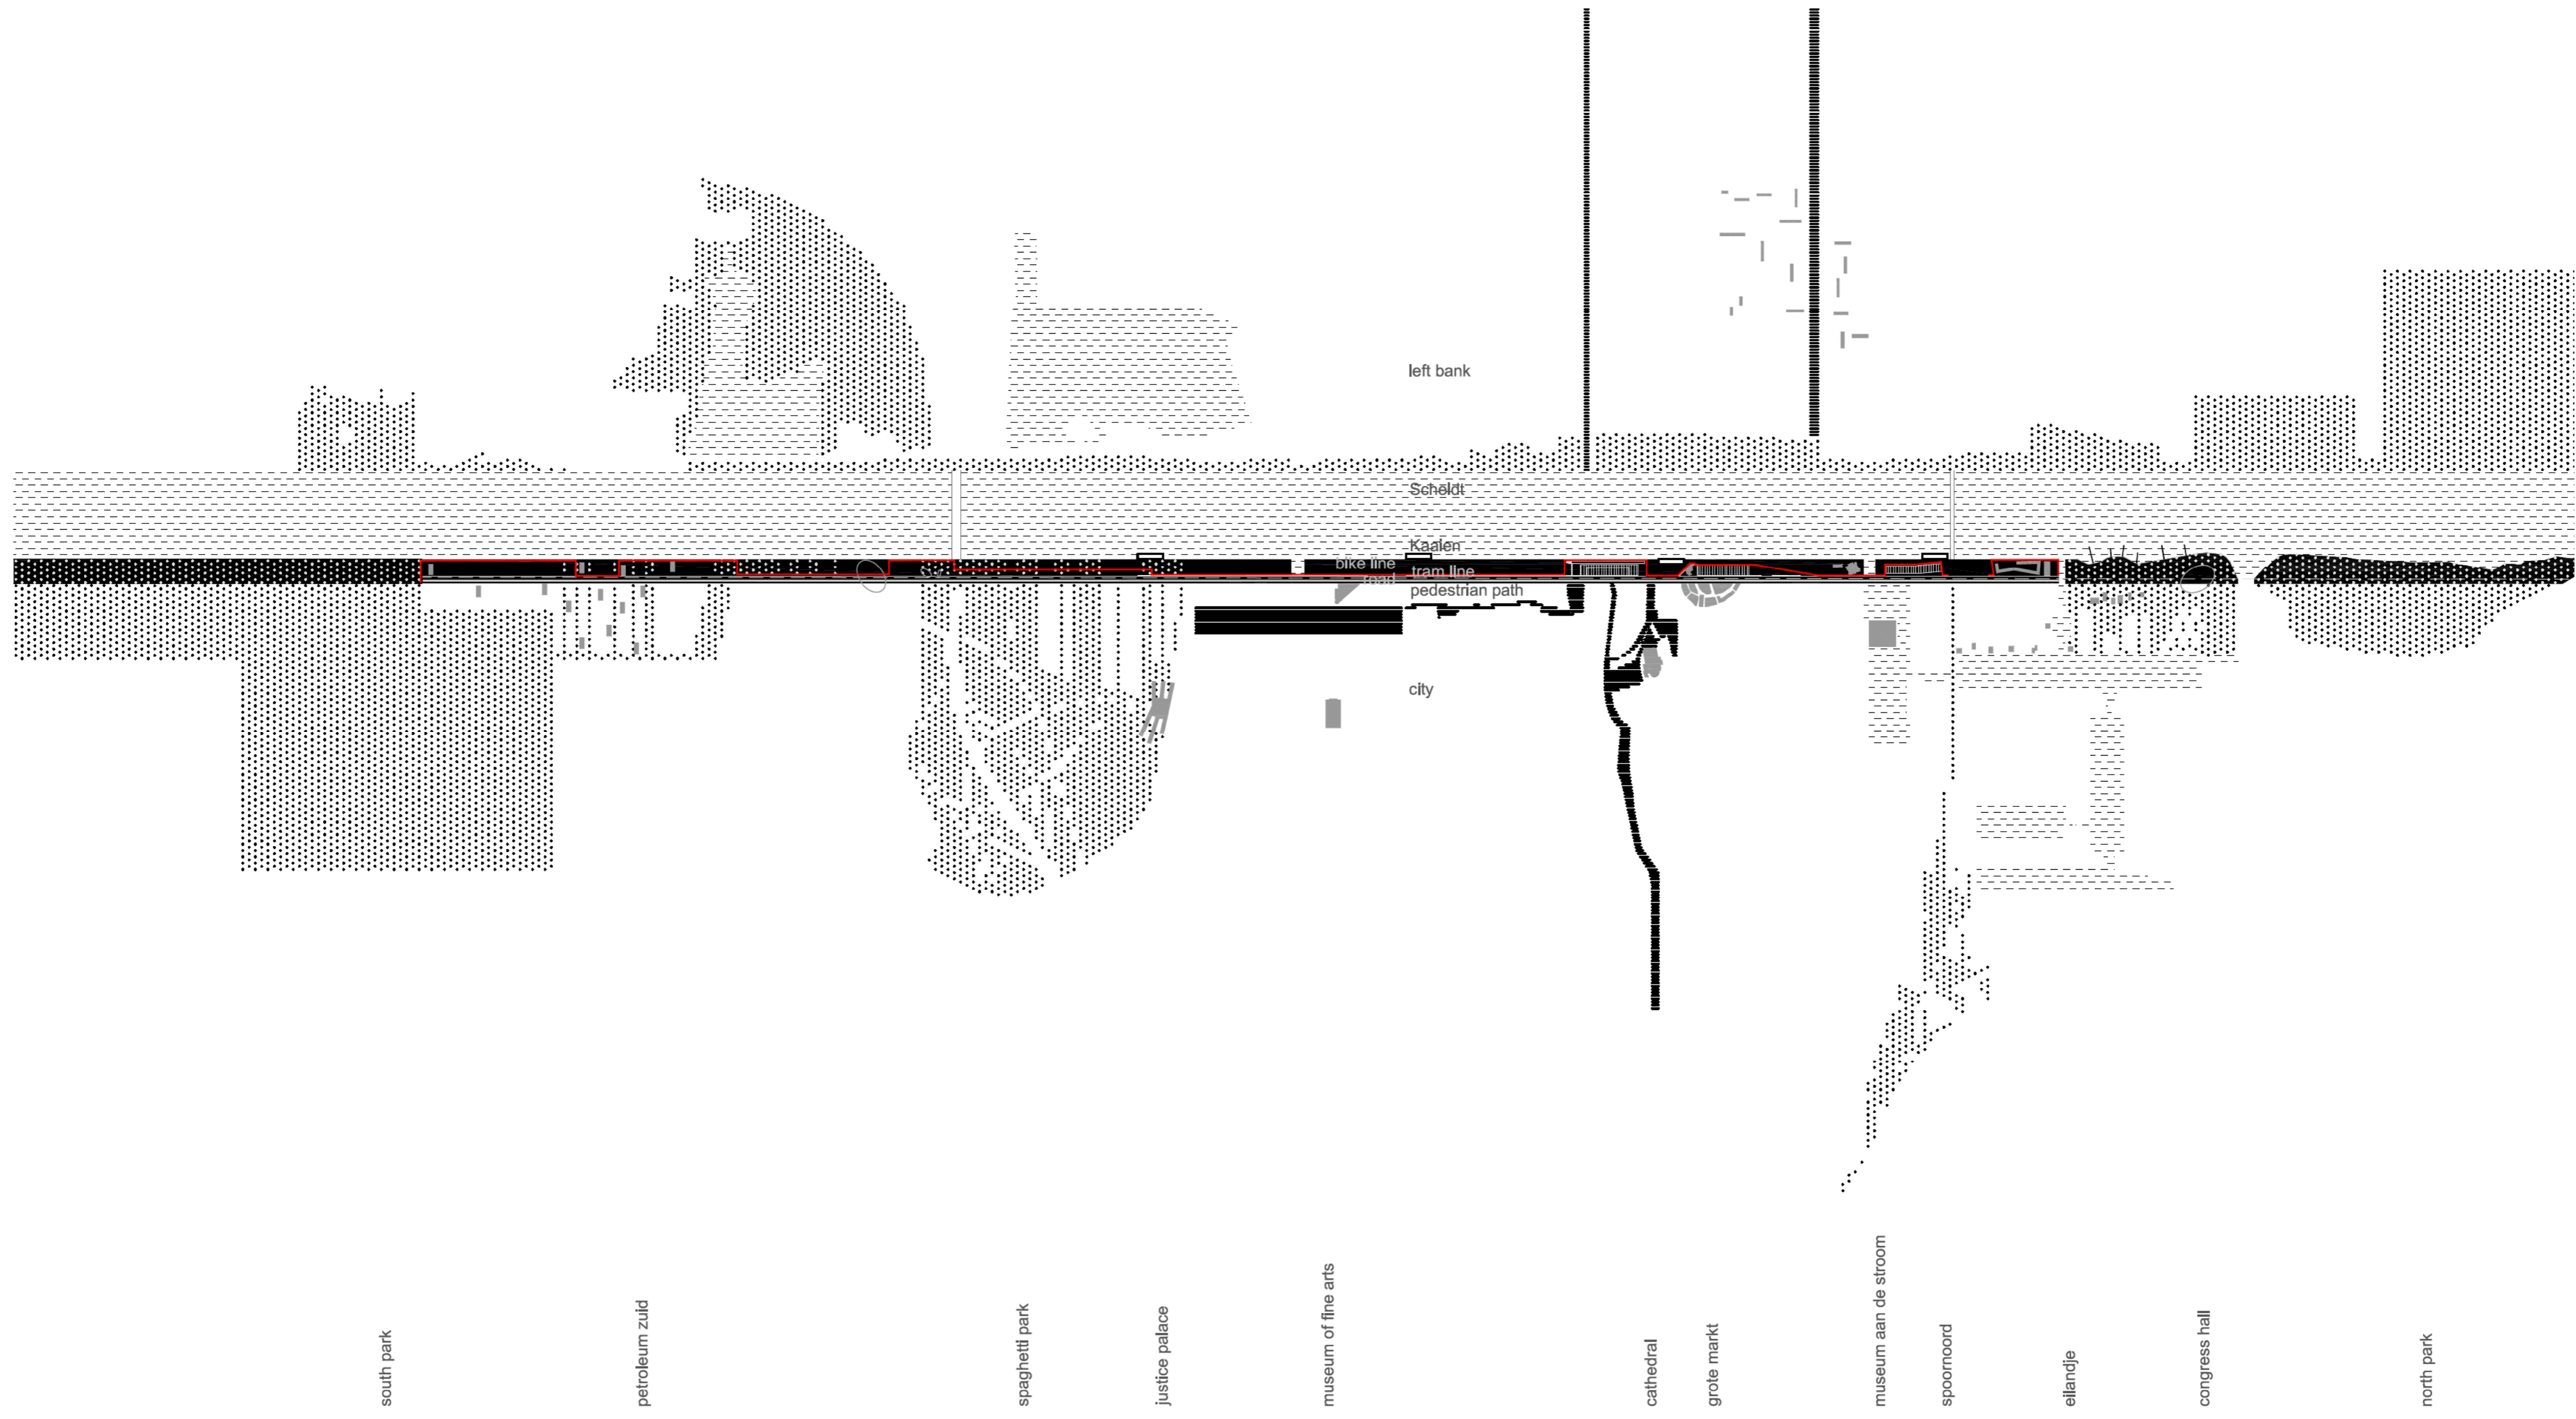 left bank
Scheldt
Kaaien
bike line
tram line
road
pedestrian path
city
south park
petroleum zuid
spaghetti park
justice palace
museum of fine arts
cathedral
grote markt
museum aan de stroom
spoornoord
eilandje
congress hall
north park